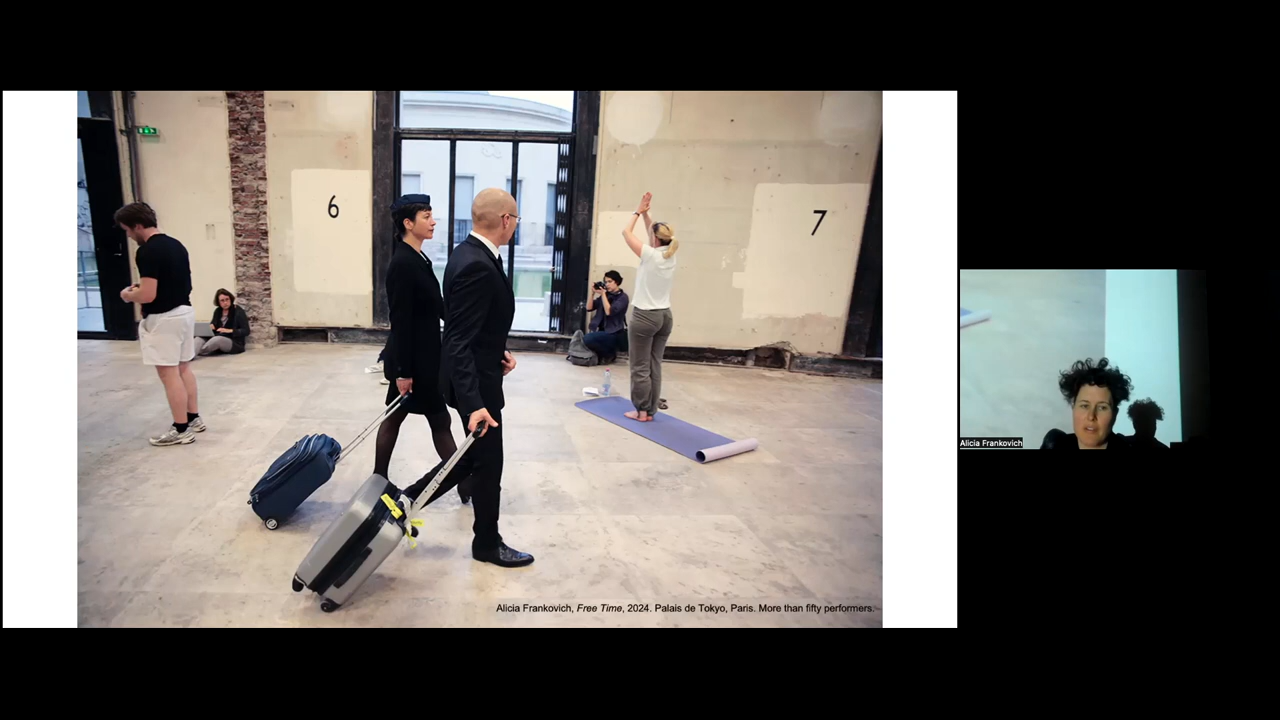 6
7
Alicia Frankovich, Free Time, 2024. Palais de Tokyo, Paris. More than fifty performers.
Alicia Frankovich